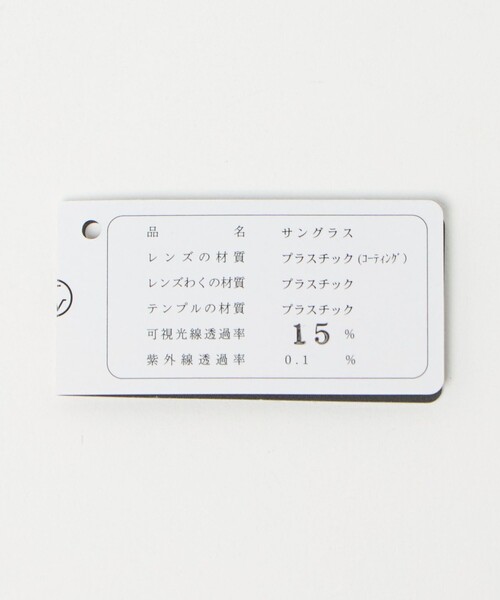 品名 サングラス
レンズの材質 プラスチック(ｺｰﾃｨﾝｸﾞ)
レンズわくの材質 プラスチック
テンプルの材質 プラスチック
可視光線透過率 15 %
紫外線透過率 0.1 %